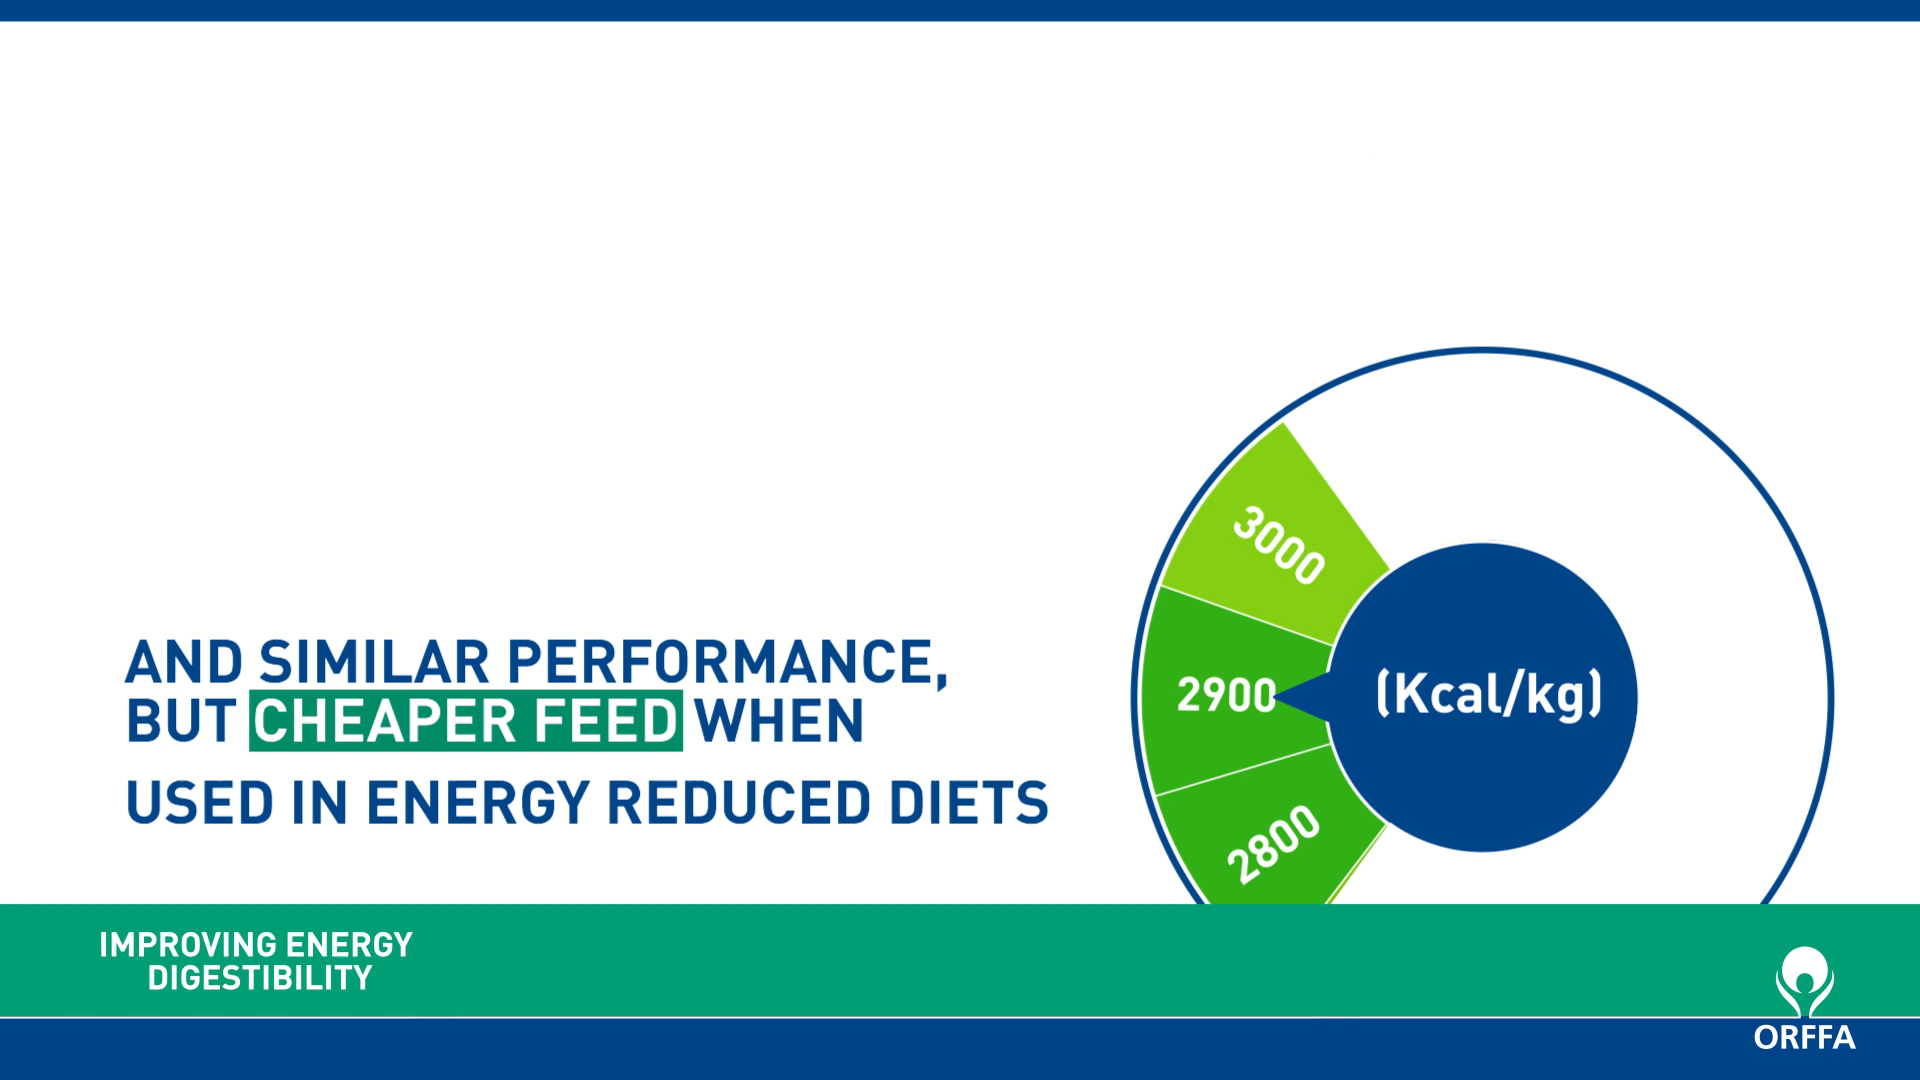 AND SIMILAR PERFORMANCE,
BUT CHEAPER FEED WHEN
USED IN ENERGY REDUCED DIETS
3000
2900
2800
(Kcal/kg)
IMPROVING ENERGY
DIGESTIBILITY
ORFFA